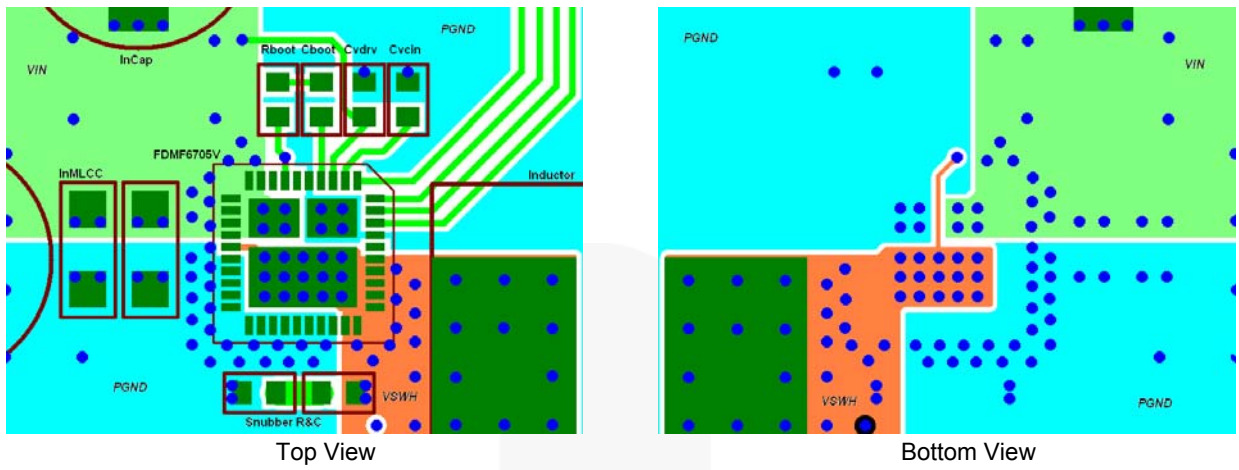 PGND
Rboot Cboot Cvdrv Cvcin
InCap
VIN
FDMF6705V
InMLCC
Inductor
PGND
VSWH
Snubber R&C
Top View
PGND
VIN
VSWH
PGND
Bottom View